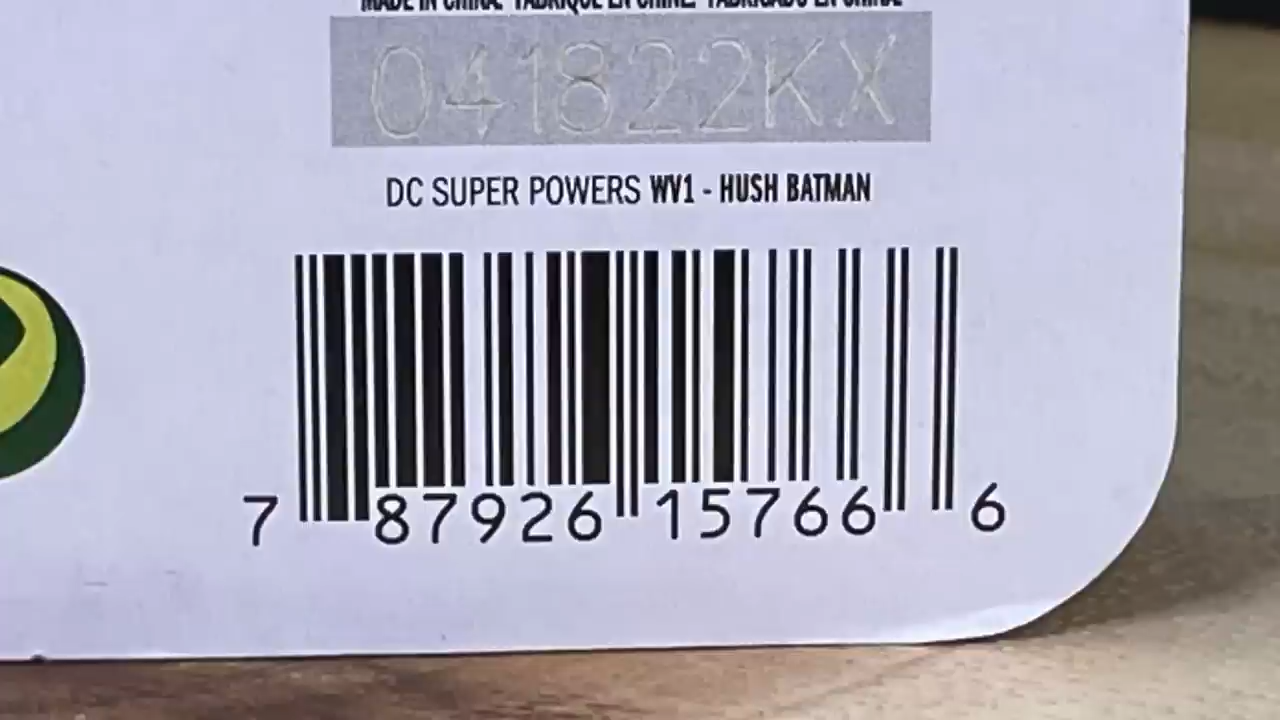 MADE IN CHINA FABRIQUÉ EN CHINE FABRICADO EN CHINA
041822KX
DC SUPER POWERS WV1 - HUSH BATMAN
7 87926 15766 6